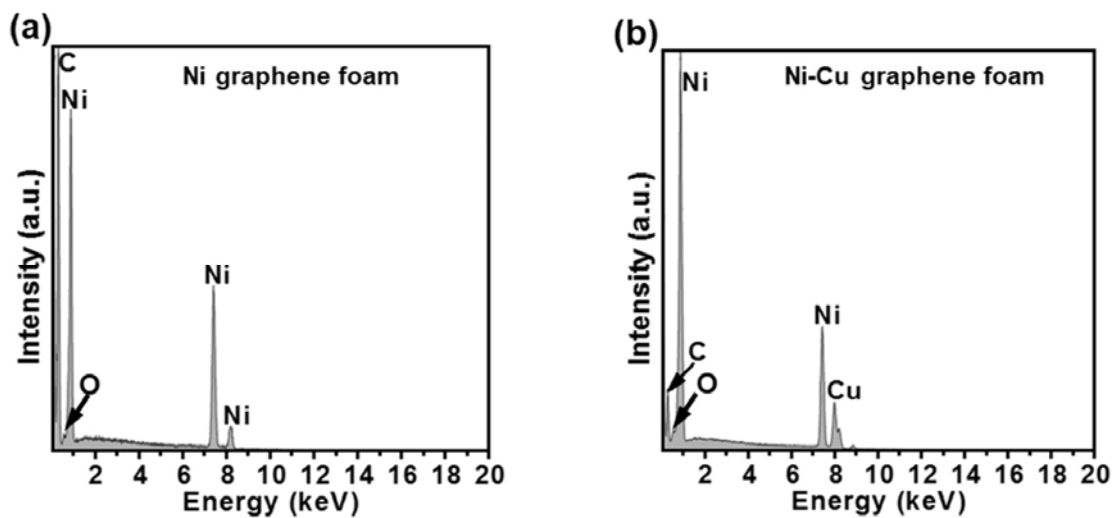 (a)
Ni graphene foam
C
Ni
O
Ni
Ni
Intensity (a.u.)
2 4 6 8 10 12 14 16 18 20
Energy (keV)
(b)
Ni-Cu graphene foam
Ni
C
O
Ni
Cu
Intensity (a.u.)
2 4 6 8 10 12 14 16 18 20
Energy (keV)